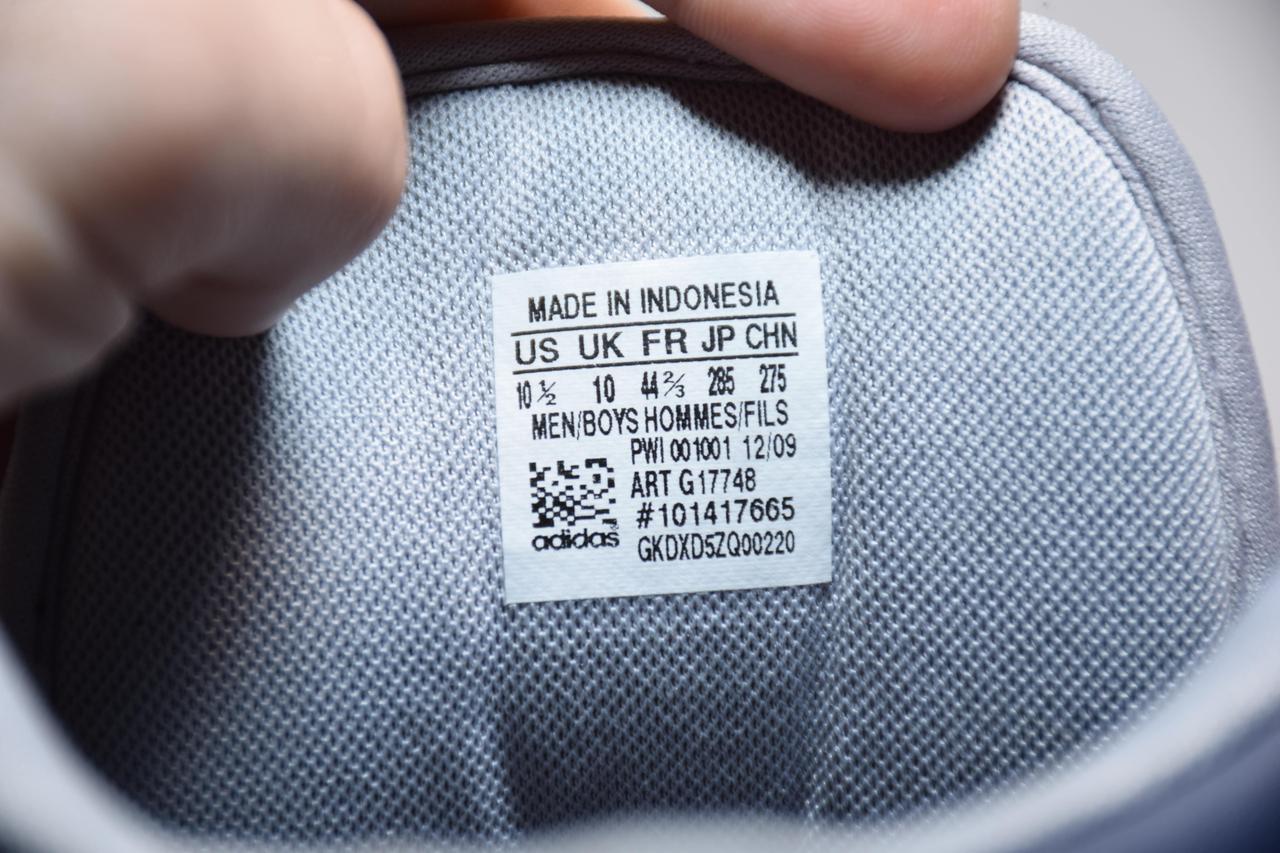 MADE IN INDONESIA
US UK FR JP CHN
10 ½ 10 44 ⅔ 285 275
MEN/BOYS HOMMES/FILS
PWI 001001 12/09
ART G17748
#101417665
adidas GKDXD5ZQ00220